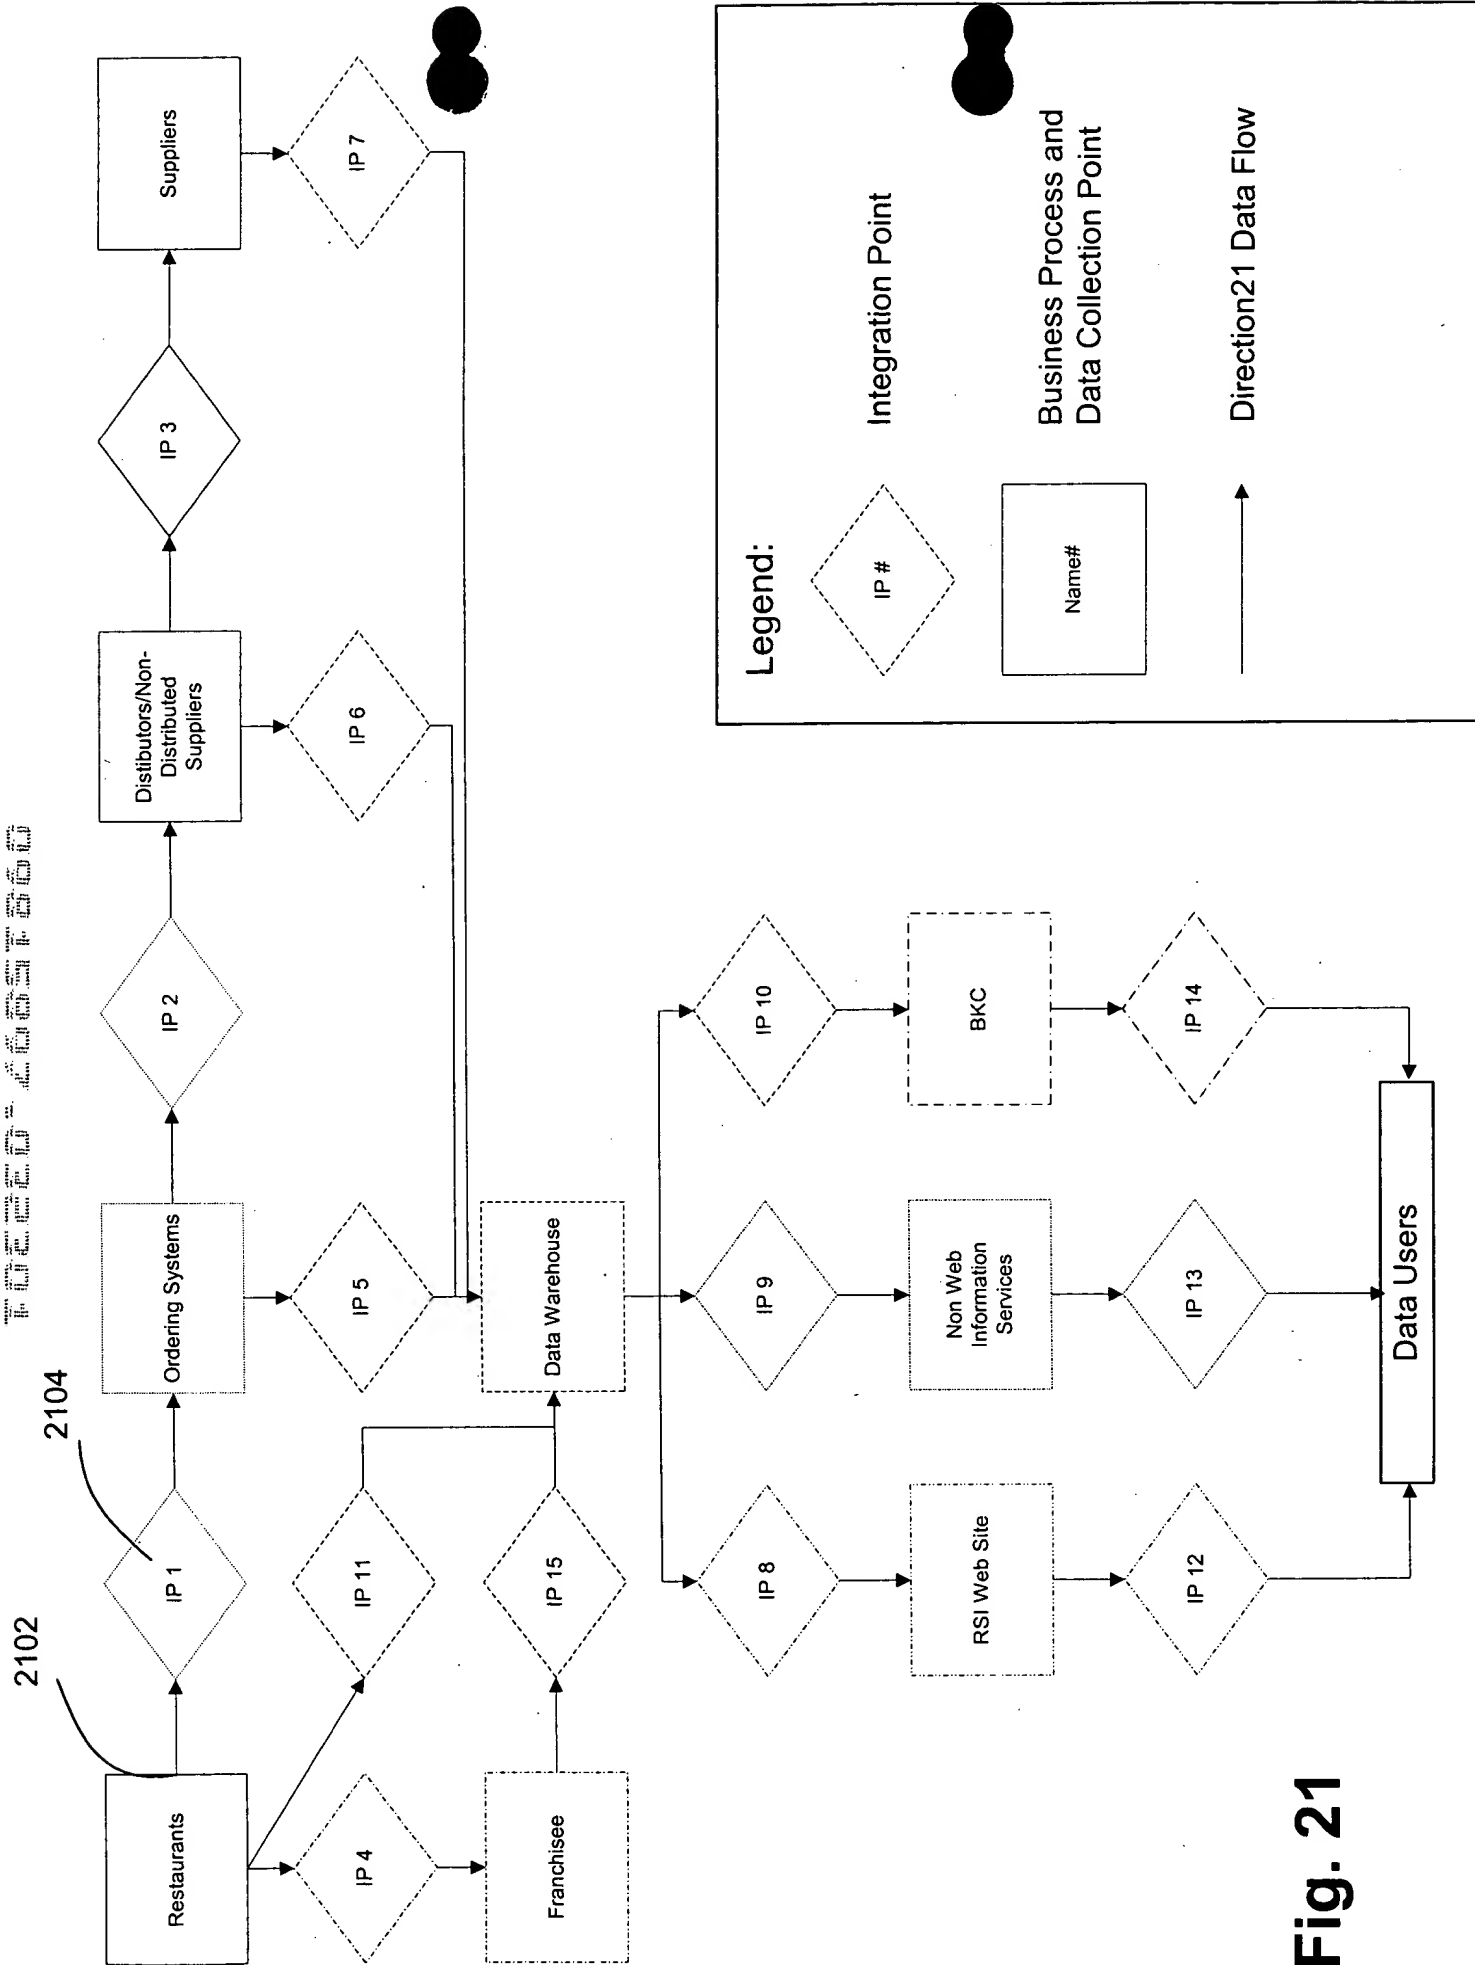 2102
2104
Restaurants
IP 1
Ordering Systems
IP 2
Distibutors/Non-
Distributed
Suppliers
IP 3
Suppliers
IP 4
IP 11
IP 5
IP 6
IP 7
Franchisee
IP 15
Data Warehouse
IP 8
IP 9
IP 10
RSI Web Site
Non Web
Information
Services
BKC
IP 12
IP 13
IP 14
Data Users
Legend:
IP #
Integration Point
Name#
Business Process and
Data Collection Point
Direction21 Data Flow
Fig. 21